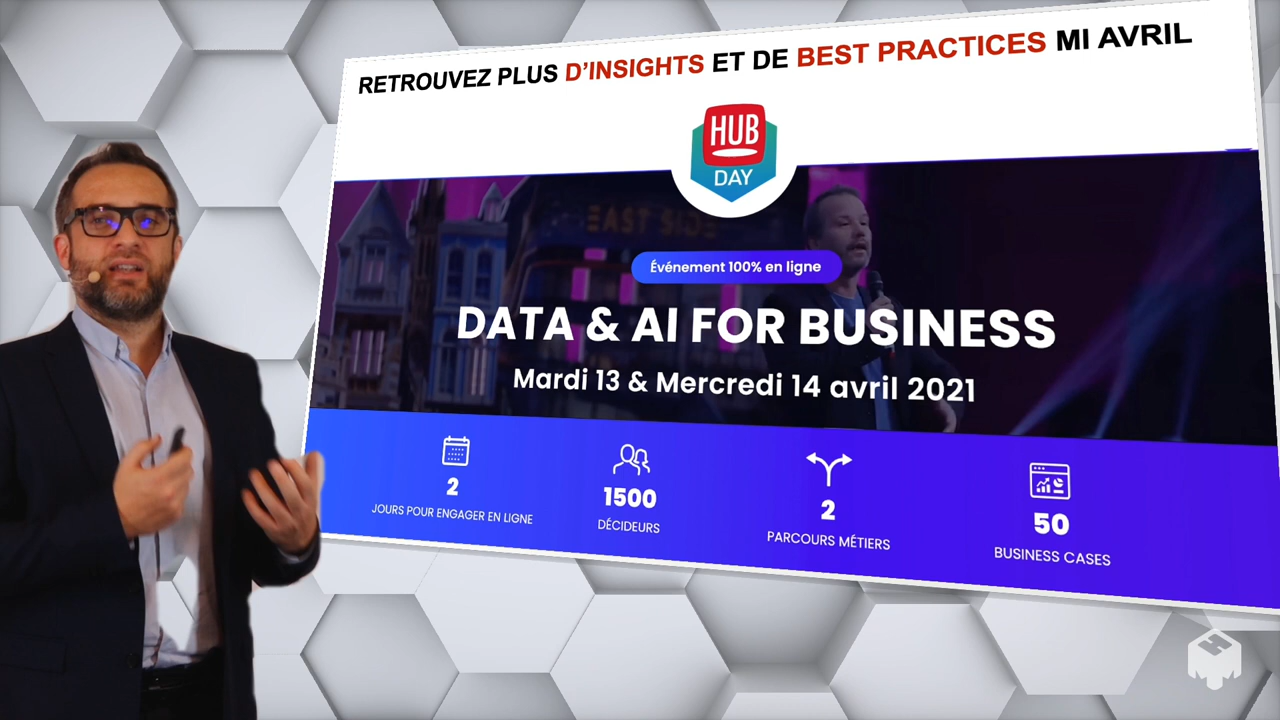 RETROUVEZ PLUS D'INSIGHTS ET DE BEST PRACTICES MI AVRIL
HUB
DAY
EAST SIDE
Événement 100% en ligne
DATA & AI FOR BUSINESS
Mardi 13 & Mercredi 14 avril 2021
2
JOURS POUR ENGAGER EN LIGNE
1500
DÉCIDEURS
2
PARCOURS MÉTIERS
50
BUSINESS CASES